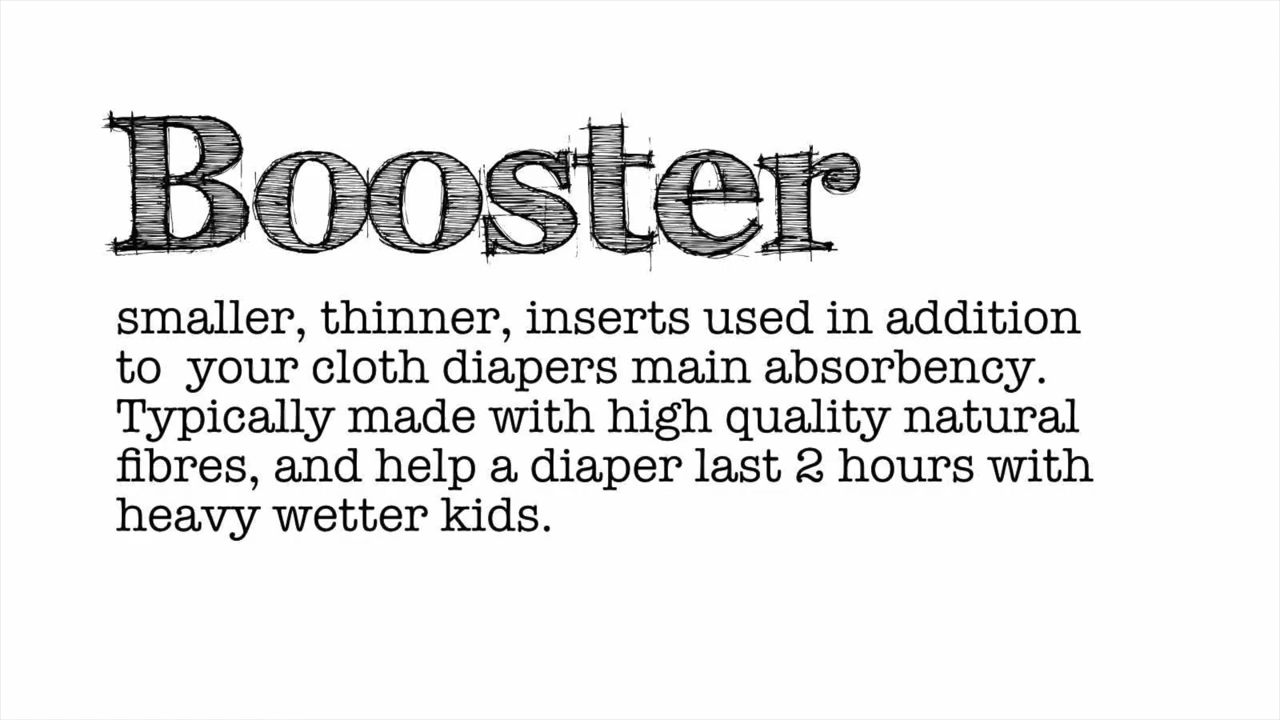 Booster
smaller, thinner, inserts used in addition
to  your cloth diapers main absorbency.
Typically made with high quality natural
fibres, and help a diaper last 2 hours with
heavy wetter kids.